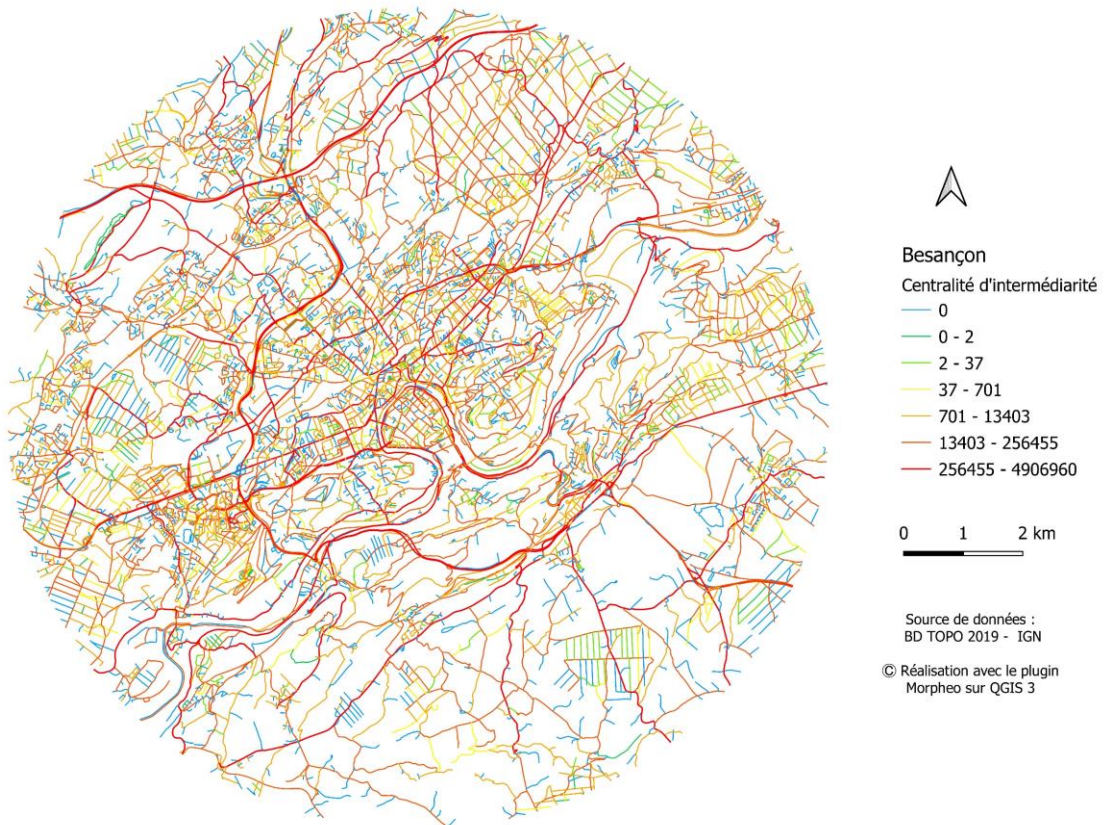 Besançon
Centralité d'intermédiarité
0
0 - 2
2 - 37
37 - 701
701 - 13403
13403 - 256455
256455 - 4906960
0 1 2 km
Source de données :
BD TOPO 2019 - IGN
© Réalisation avec le plugin
Morpheo sur QGIS 3